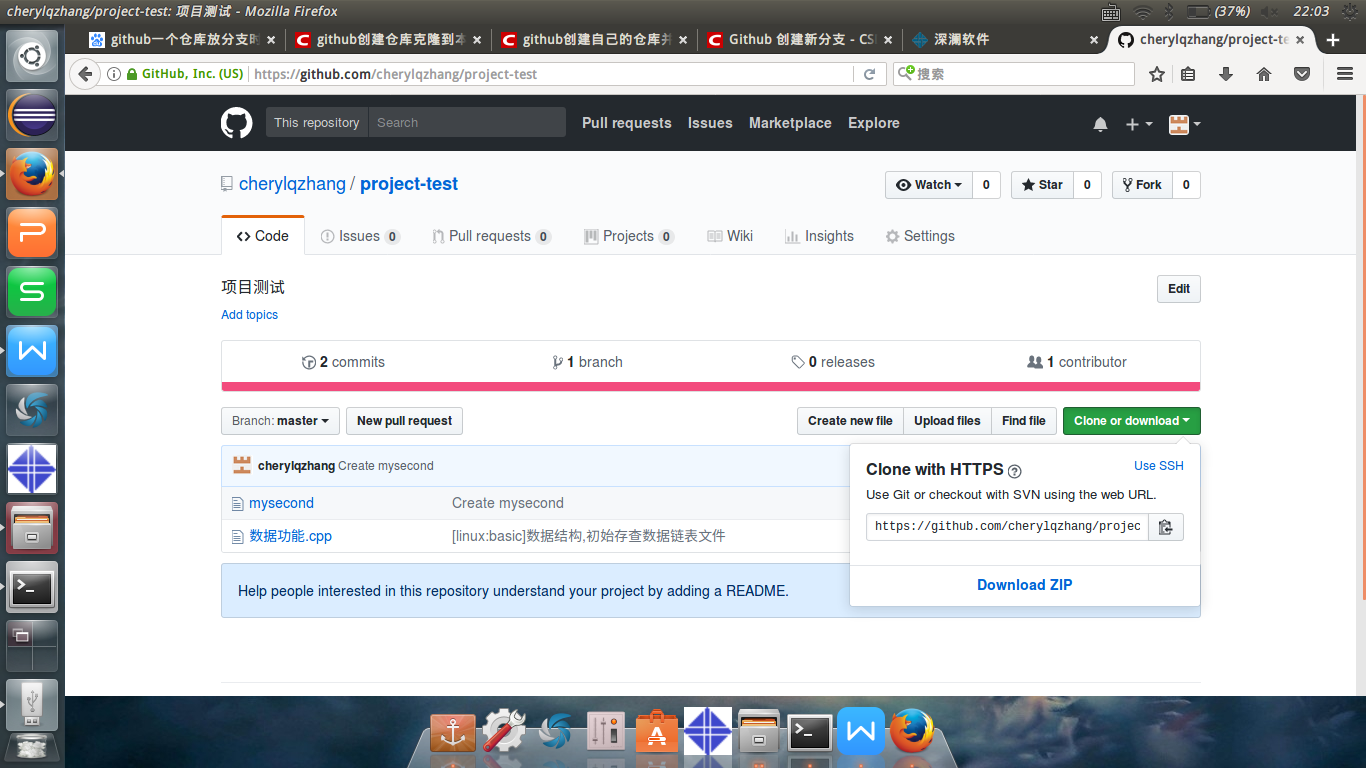 cherylqzhang/project-test: 项目测试 - Mozilla Firefox
(37%) 22:03
github一个仓库放分支时
github创建仓库克隆到本
github创建自己的仓库并
Github 创建新分支 - CS
深澜软件
cherylqzhang/project-te
GitHub, Inc. (US) https://github.com/cherylqzhang/project-test
搜索
This repository Search Pull requests Issues Marketplace Explore
cherylqzhang / project-test
Watch 0 Star 0 Fork 0
Code Issues 0 Pull requests 0 Projects 0 Wiki Insights Settings
项目测试
Edit
Add topics
2 commits 1 branch 0 releases 1 contributor
Branch: master New pull request Create new file Upload files Find file Clone or download
cherylqzhang Create mysecond
mysecond Create mysecond
数据功能.cpp [linux:basic]数据结构,初始存查数据链表文件
Help people interested in this repository understand your project by adding a README.
Clone with HTTPS Use SSH
Use Git or checkout with SVN using the web URL.
https://github.com/cherylqzhang/projec
Download ZIP